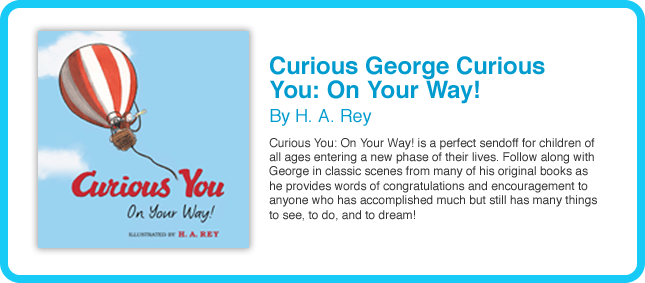 Curious You
On Your Way!
ILLUSTRATED BY H. A. REY
Curious George Curious
You: On Your Way!
By H. A. Rey
Curious You: On Your Way! is a perfect sendoff for children of
all ages entering a new phase of their lives. Follow along with
George in classic scenes from many of his original books as
he provides words of congratulations and encouragement to
anyone who has accomplished much but still has many things
to see, to do, and to dream!